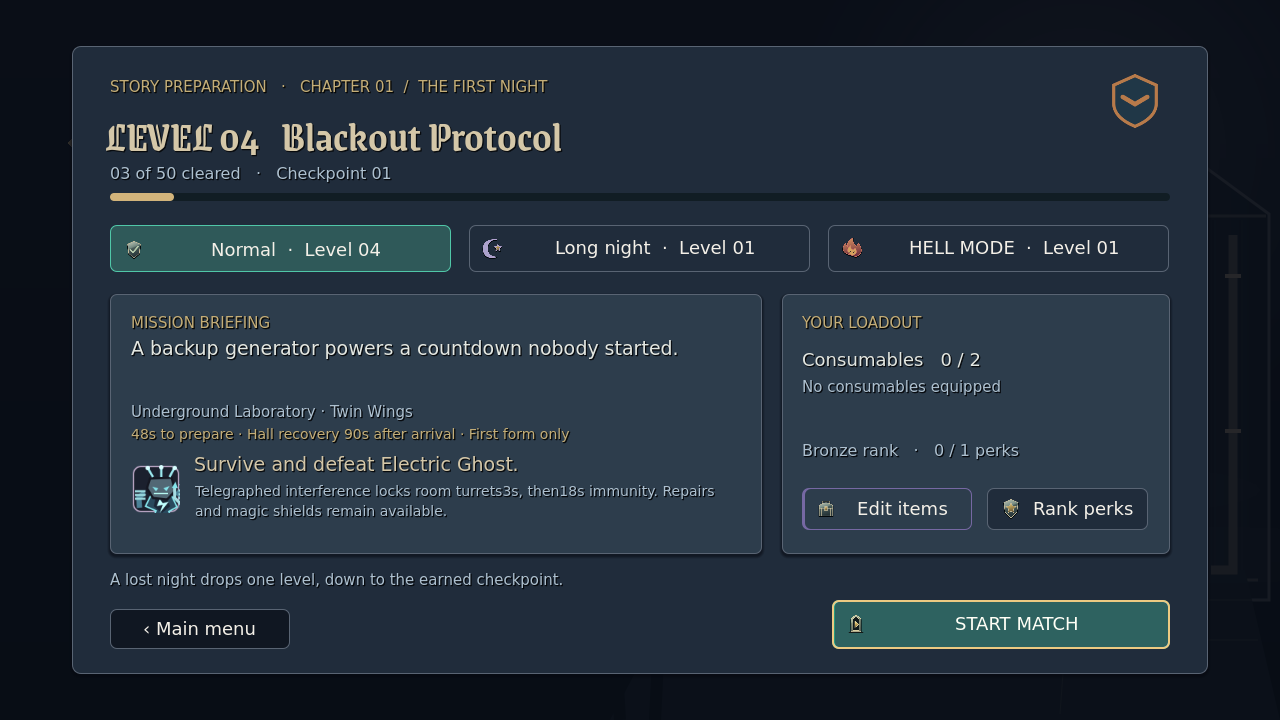 STORY PREPARATION · CHAPTER 01 / THE FIRST NIGHT
LEVEL 04 Blackout Protocol
03 of 50 cleared · Checkpoint 01
Normal · Level 04
Long night · Level 01
HELL MODE · Level 01
MISSION BRIEFING
A backup generator powers a countdown nobody started.
Underground Laboratory · Twin Wings
48s to prepare · Hall recovery 90s after arrival · First form only
Survive and defeat Electric Ghost.
Telegraphed interference locks room turrets3s, then18s immunity. Repairs
and magic shields remain available.
YOUR LOADOUT
Consumables 0 / 2
No consumables equipped
Bronze rank · 0 / 1 perks
Edit items
Rank perks
A lost night drops one level, down to the earned checkpoint.
‹ Main menu
START MATCH